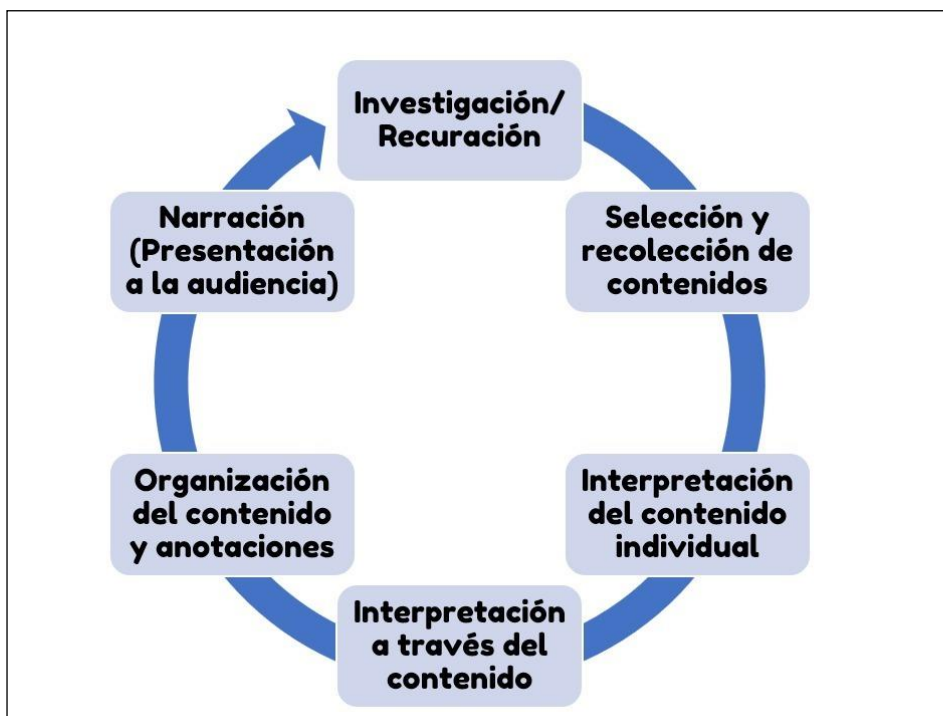 Investigación/
Recuración
Selección y
recolección de
contenidos
Interpretación
del contenido
individual
Interpretación
a través del
contenido
Organización
del contenido
y anotaciones
Narración
(Presentación
a la audiencia)